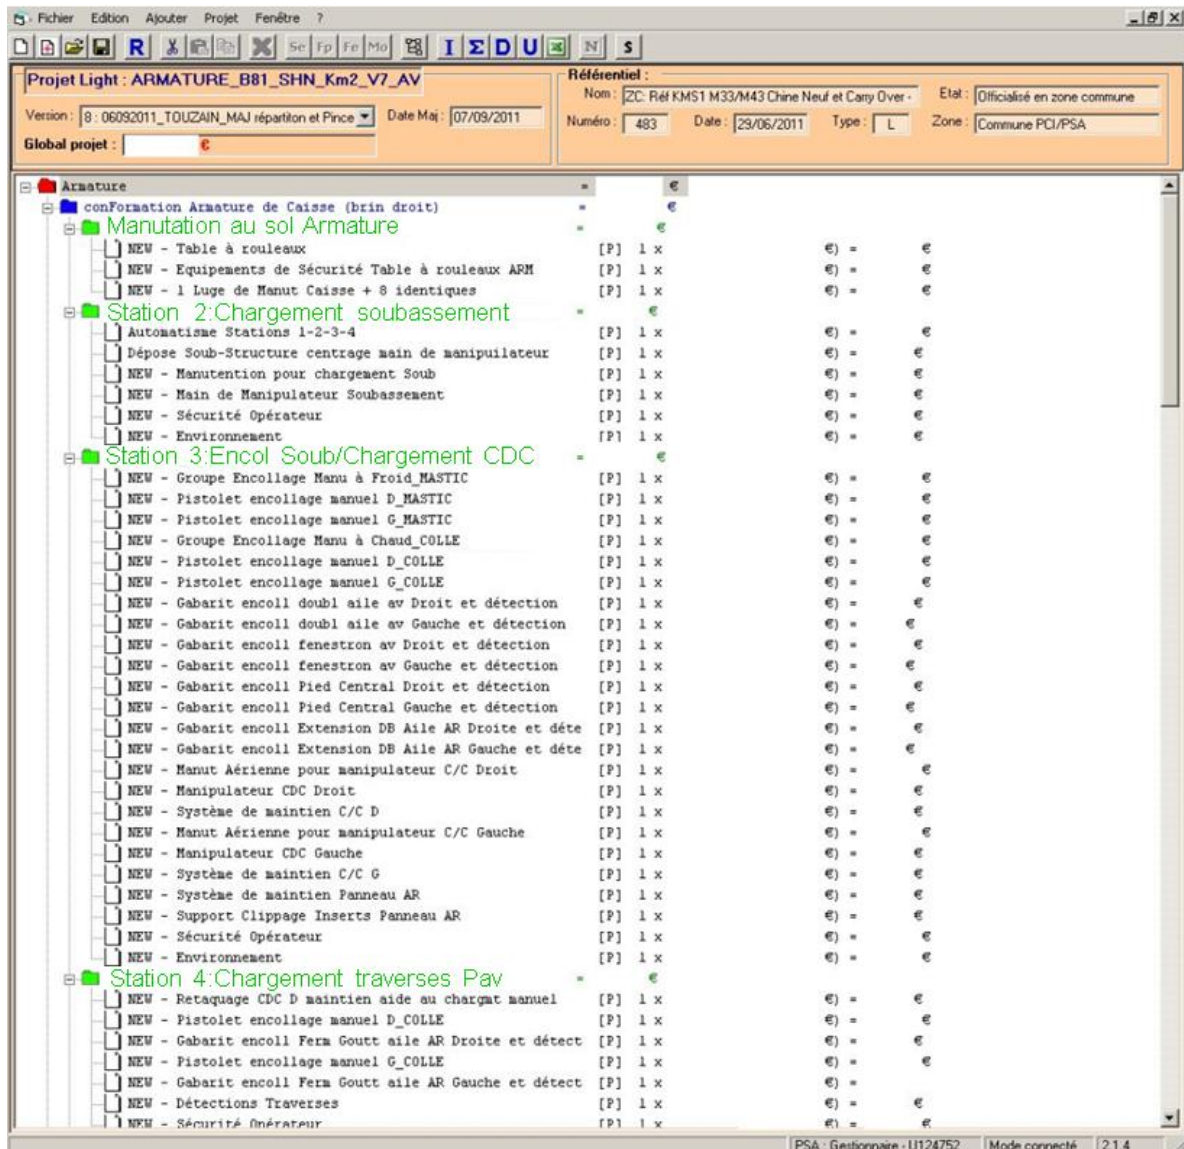 Fichier Edition Ajouter Projet Fenêtre ?
R Se Fp Fe Mo I Σ D U N S
Projet Light : ARMATURE_B81_SHN_Km2_V7_AV
Version : 8 : 06092011_TOUZAIN_MAJ répartiton et Pince Date Maj : 07/09/2011
Global projet : €
Référentiel :
Nom : ZC: Réf KMS1 M33/M43 Chine Neuf et Carry Over - Etat : Officialisé en zone commune
Numéro : 483 Date : 29/06/2011 Type : L Zone : Commune PCI/PSA
Armature = €
conFormation Armature de Caisse (brin droit) = €
Manutation au sol Armature = €
NEW - Table à rouleaux [P] 1 x €) = €
NEW - Equipements de Sécurité Table à rouleaux ARM [P] 1 x €) = €
NEW - 1 Luge de Manut Caisse + 8 identiques [P] 1 x €) = €
Station 2:Chargement soubassement = €
Automatisme Stations 1-2-3-4 [P] 1 x €) = €
Dépose Sous-Structure centrage main de manipuilateur [P] 1 x €) = €
NEW - Manutention pour chargement Soub [P] 1 x €) = €
NEW - Main de Manipulateur Soubassement [P] 1 x €) = €
NEW - Sécurité Opérateur [P] 1 x €) = €
NEW - Environnement [P] 1 x €) = €
Station 3:Encol Soub/Chargement CDC = €
NEW - Groupe Encollage Manu à Froid_MASTIC [P] 1 x €) = €
NEW - Pistolet encollage manuel D_MASTIC [P] 1 x €) = €
NEW - Pistolet encollage manuel G_MASTIC [P] 1 x €) = €
NEW - Groupe Encollage Manu à Chaud_COLLE [P] 1 x €) = €
NEW - Pistolet encollage manuel D_COLLE [P] 1 x €) = €
NEW - Pistolet encollage manuel G_COLLE [P] 1 x €) = €
NEW - Gabarit encoll doubl aile av Droit et détection [P] 1 x €) = €
NEW - Gabarit encoll doubl aile av Gauche et détection [P] 1 x €) = €
NEW - Gabarit encoll fenestron av Droit et détection [P] 1 x €) = €
NEW - Gabarit encoll fenestron av Gauche et détection [P] 1 x €) = €
NEW - Gabarit encoll Pied Central Droit et détection [P] 1 x €) = €
NEW - Gabarit encoll Pied Central Gauche et détection [P] 1 x €) = €
NEW - Gabarit encoll Extension DB Aile AR Droite et déte [P] 1 x €) = €
NEW - Gabarit encoll Extension DB Aile AR Gauche et déte [P] 1 x €) = €
NEW - Manut Aérienne pour manipulateur C/C Droit [P] 1 x €) = €
NEW - Manipulateur CDC Droit [P] 1 x €) = €
NEW - Système de maintien C/C D [P] 1 x €) = €
NEW - Manut Aérienne pour manipulateur C/C Gauche [P] 1 x €) = €
NEW - Manipulateur CDC Gauche [P] 1 x €) = €
NEW - Système de maintien C/C G [P] 1 x €) = €
NEW - Système de maintien Panneau AR [P] 1 x €) = €
NEW - Support Clippage Inserts Panneau AR [P] 1 x €) = €
NEW - Sécurité Opérateur [P] 1 x €) = €
NEW - Environnement [P] 1 x €) = €
Station 4:Chargement traverses Pav = €
NEW - Retaquage CDC D maintien aide au chargmt manuel [P] 1 x €) = €
NEW - Pistolet encollage manuel D_COLLE [P] 1 x €) = €
NEW - Gabarit encoll Ferm Goutt aile AR Droite et détect [P] 1 x €) = €
NEW - Pistolet encollage manuel G_COLLE [P] 1 x €) = €
NEW - Gabarit encoll Ferm Goutt aile AR Gauche et détect [P] 1 x €) =
NEW - Détections Traverses [P] 1 x €) = €
NEW - Sécurité Opérateur [P] 1 x €) = €
PSA : Gestionnaire - U124752 Mode connecté 2.1.4